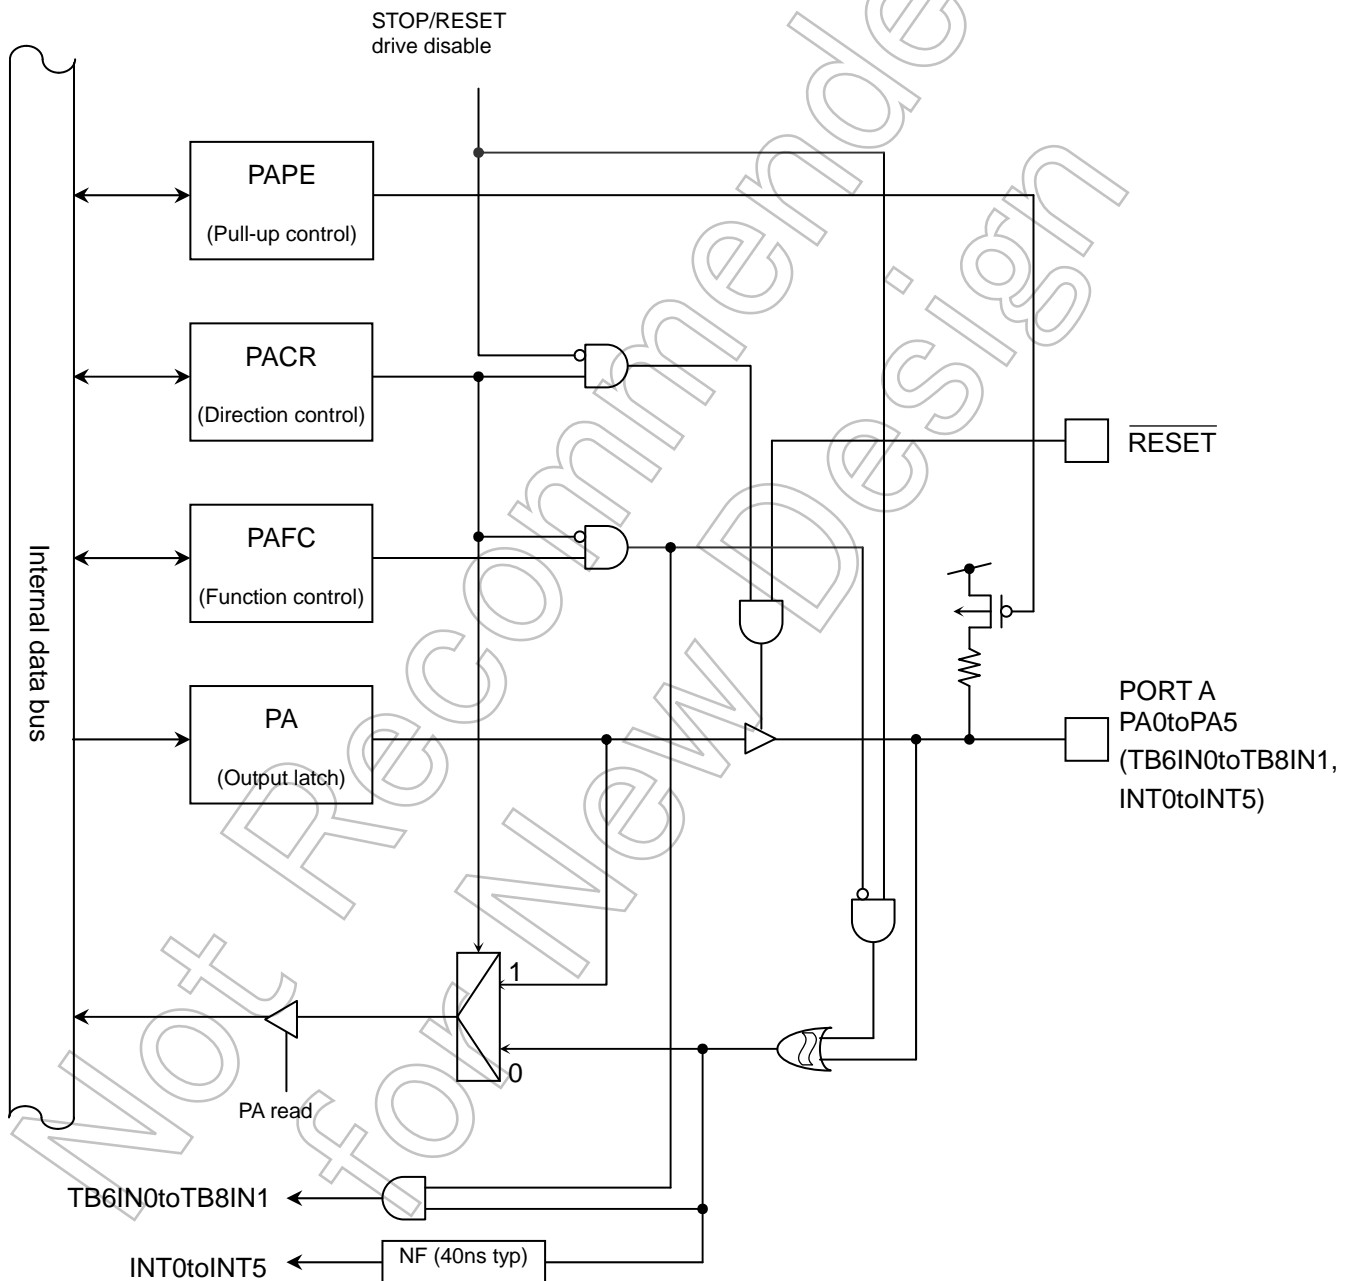 STOP/RESET
drive disable
PAPE
(Pull-up control)
PACR
(Direction control)
RESET
PAFC
(Function control)
Internal data bus
PA
(Output latch)
PORT A
PA0toPA5
(TB6IN0toTB8IN1,
INT0toINT5)
1
0
PA read
TB6IN0toTB8IN1
NF (40ns typ)
INT0toINT5
Not Recommende
for New Design